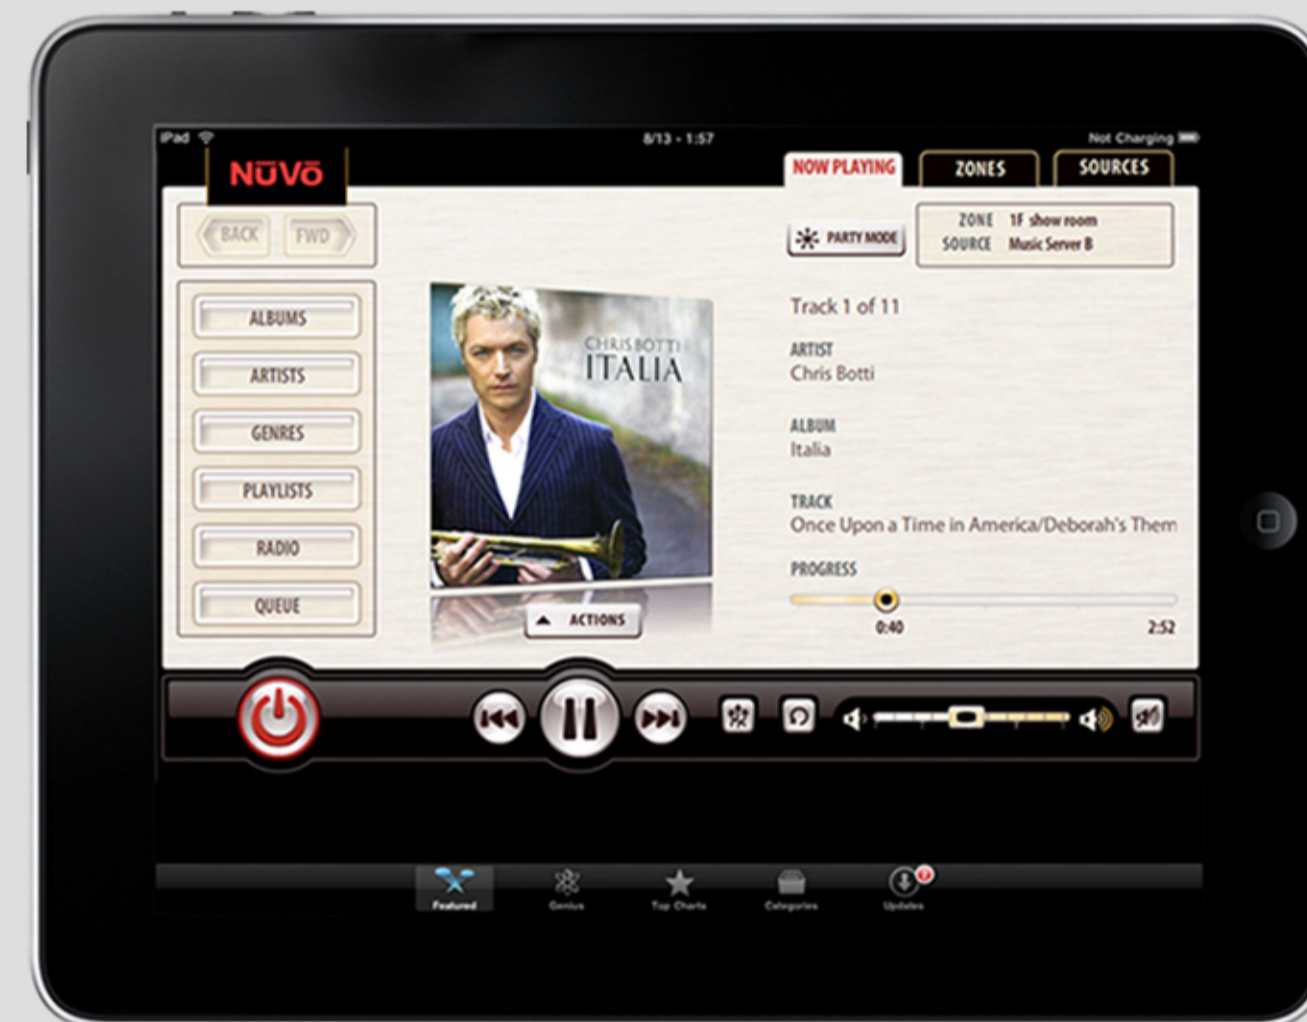 iPad
8/13 - 1:57
Not Charging
NŪVō
NOW PLAYING
ZONES
SOURCES
BACK
FWD
PARTY MODE
ZONE 1F show room
SOURCE Music Server B
ALBUMS
ARTISTS
GENRES
PLAYLISTS
RADIO
QUEUE
CHRIS BOTTI
ITALIA
ACTIONS
Track 1 of 11
ARTIST
Chris Botti
ALBUM
Italia
TRACK
Once Upon a Time in America/Deborah's Them
PROGRESS
0:40
2:52
Featured
Genius
Top Charts
Categories
Updates